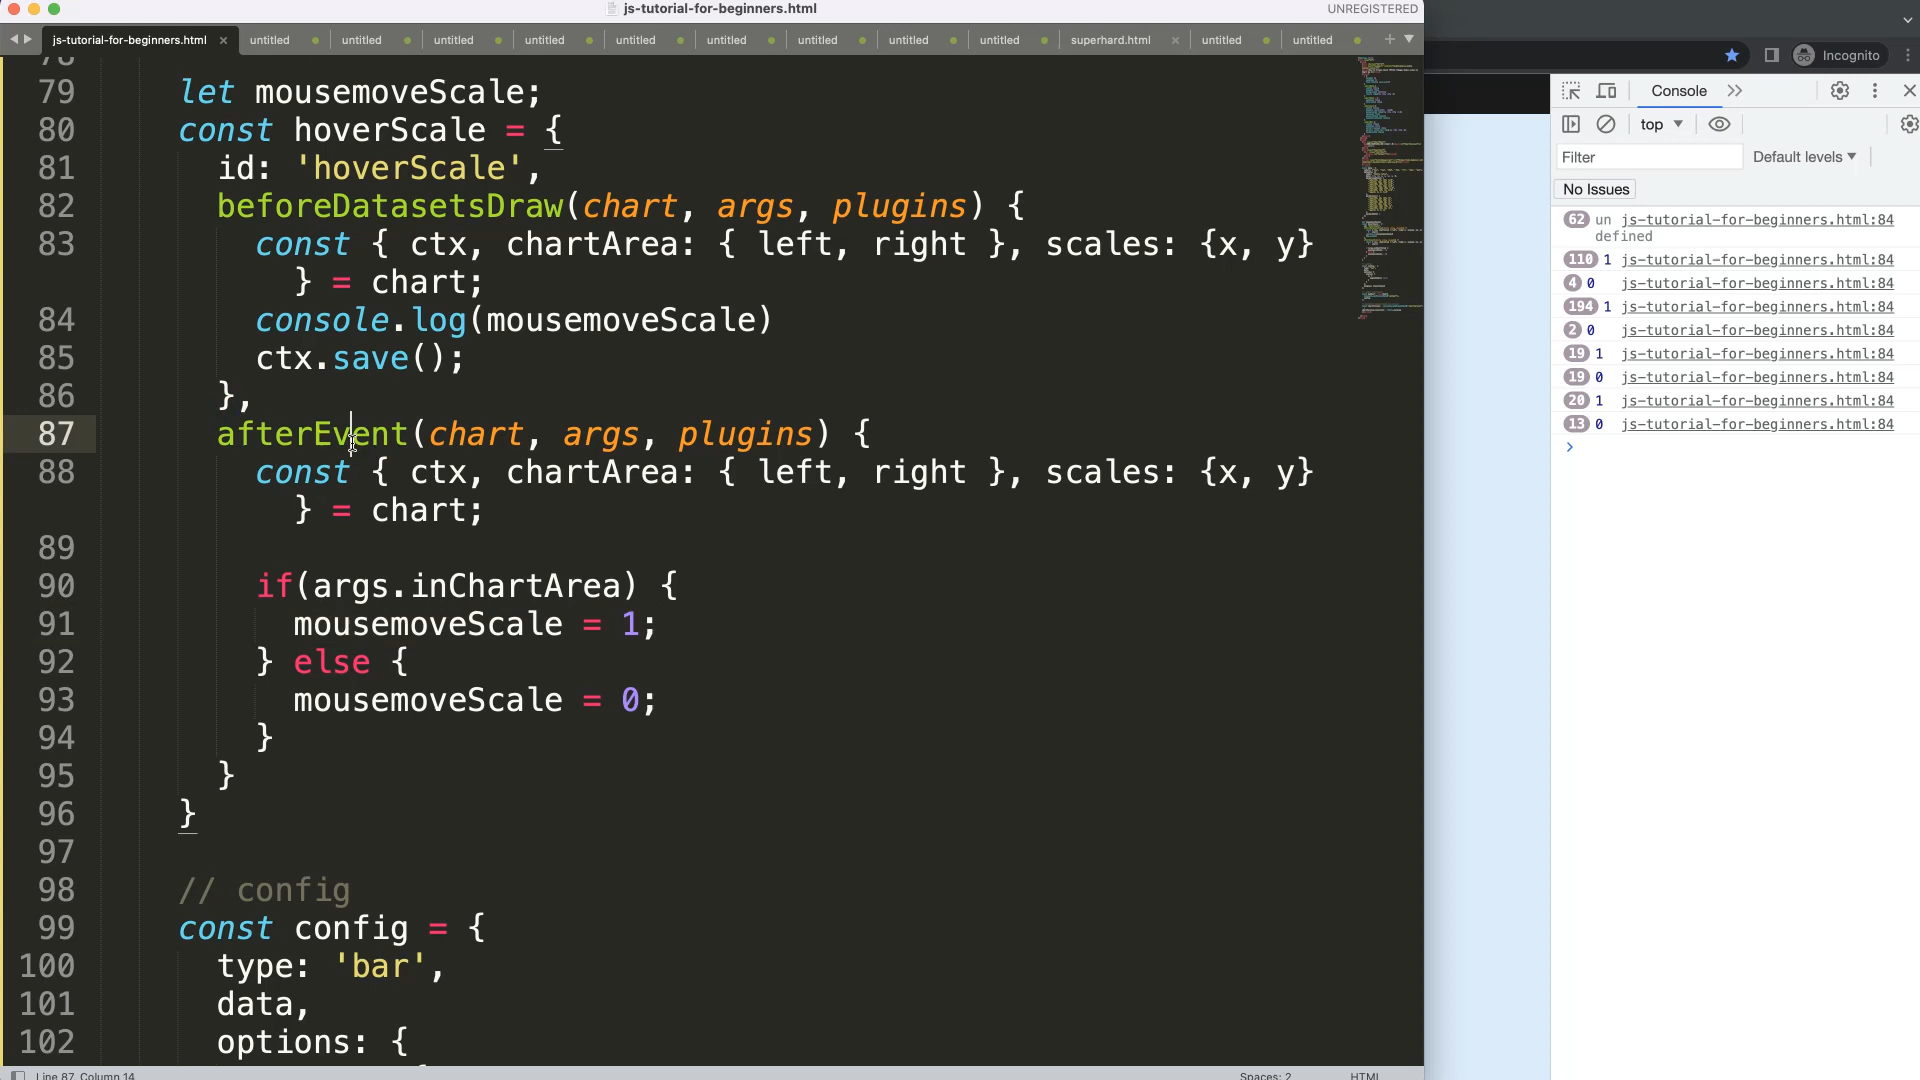 js-tutorial-for-beginners.html
UNREGISTERED
js-tutorial-for-beginners.html × untitled untitled untitled untitled untitled untitled untitled untitled untitled superhard.html × untitled untitled
Incognito
78
79 let mousemoveScale;
80 const hoverScale = {
81 id: 'hoverScale',
82 beforeDatasetsDraw(chart, args, plugins) {
83 const { ctx, chartArea: { left, right }, scales: {x, y}
} = chart;
84 console.log(mousemoveScale)
85 ctx.save();
86 },
87 afterEvent(chart, args, plugins) {
88 const { ctx, chartArea: { left, right }, scales: {x, y}
} = chart;
89
90 if(args.inChartArea) {
91 mousemoveScale = 1;
92 } else {
93 mousemoveScale = 0;
94 }
95 }
96 }
97
98 // config
99 const config = {
100 type: 'bar',
101 data,
102 options: {
Line 87, Column 14
Spaces: 2
HTML
Console
top
Filter
Default levels
No Issues
62 un js-tutorial-for-beginners.html:84
defined
110 1 js-tutorial-for-beginners.html:84
4 0 js-tutorial-for-beginners.html:84
194 1 js-tutorial-for-beginners.html:84
2 0 js-tutorial-for-beginners.html:84
19 1 js-tutorial-for-beginners.html:84
19 0 js-tutorial-for-beginners.html:84
20 1 js-tutorial-for-beginners.html:84
13 0 js-tutorial-for-beginners.html:84